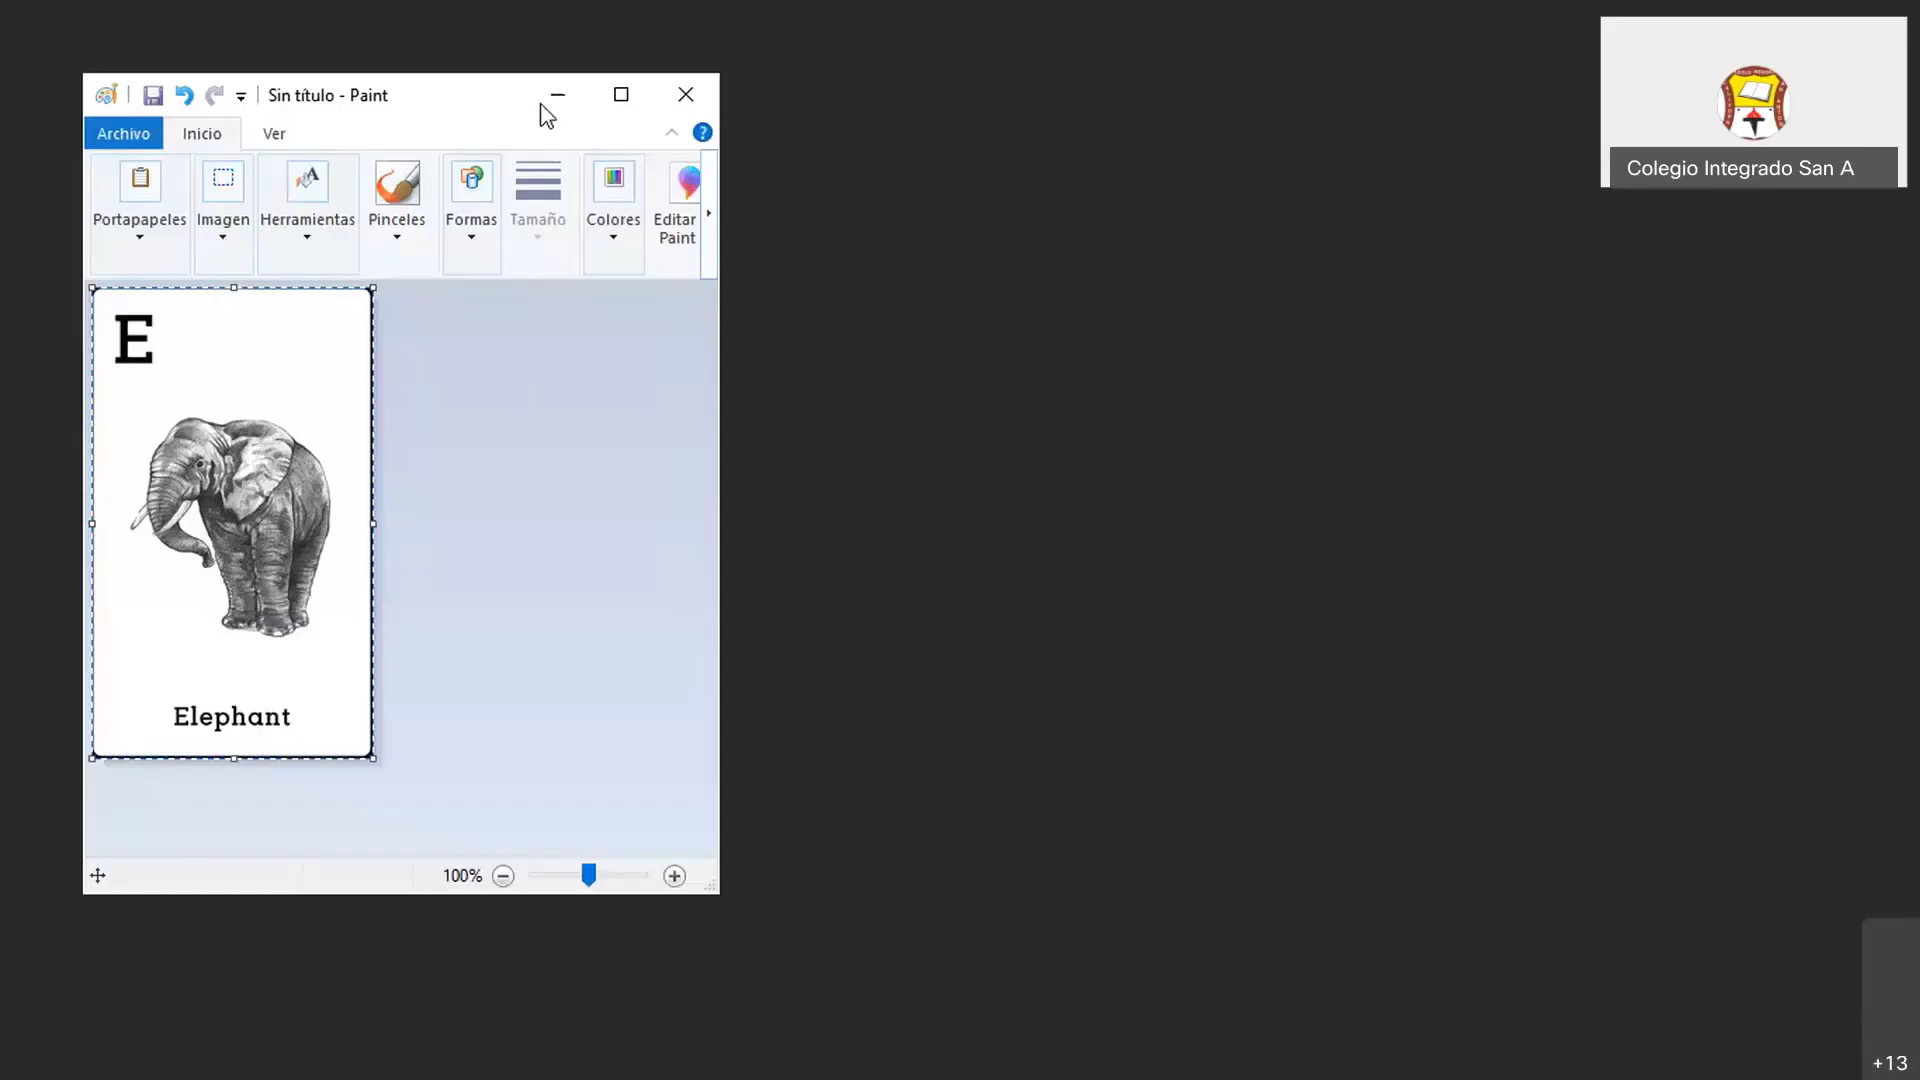 Sin título - Paint
Archivo
Inicio
Ver
?
Portapapeles
Imagen
Herramientas
Pinceles
Formas
Tamaño
Colores
Editar
Paint
E
Elephant
100%
Colegio Integrado San A
+13